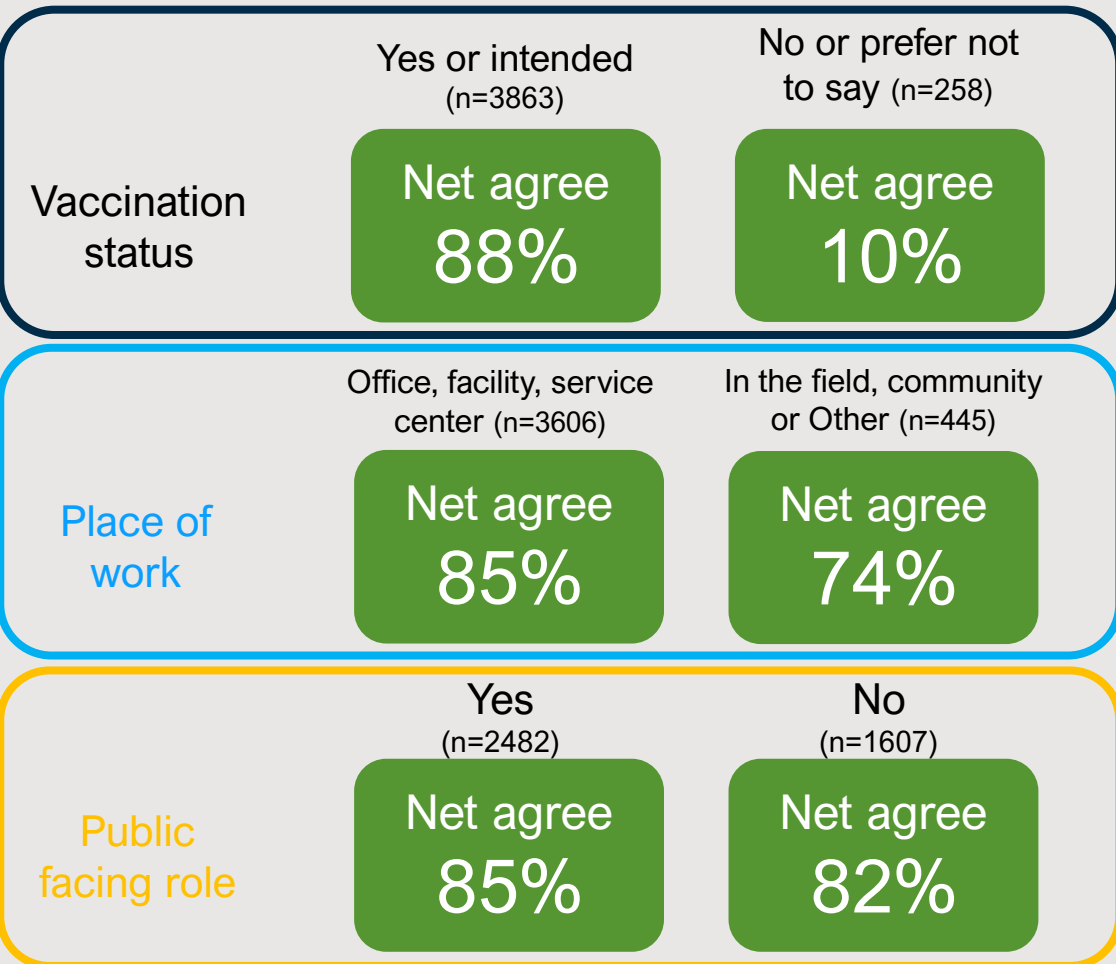 Yes or intended
(n=3863)
No or prefer not
to say (n=258)
Vaccination
status
Net agree
88%
Net agree
10%
Office, facility, service
center (n=3606)
In the field, community
or Other (n=445)
Place of
work
Net agree
85%
Net agree
74%
Yes
(n=2482)
No
(n=1607)
Public
facing role
Net agree
85%
Net agree
82%